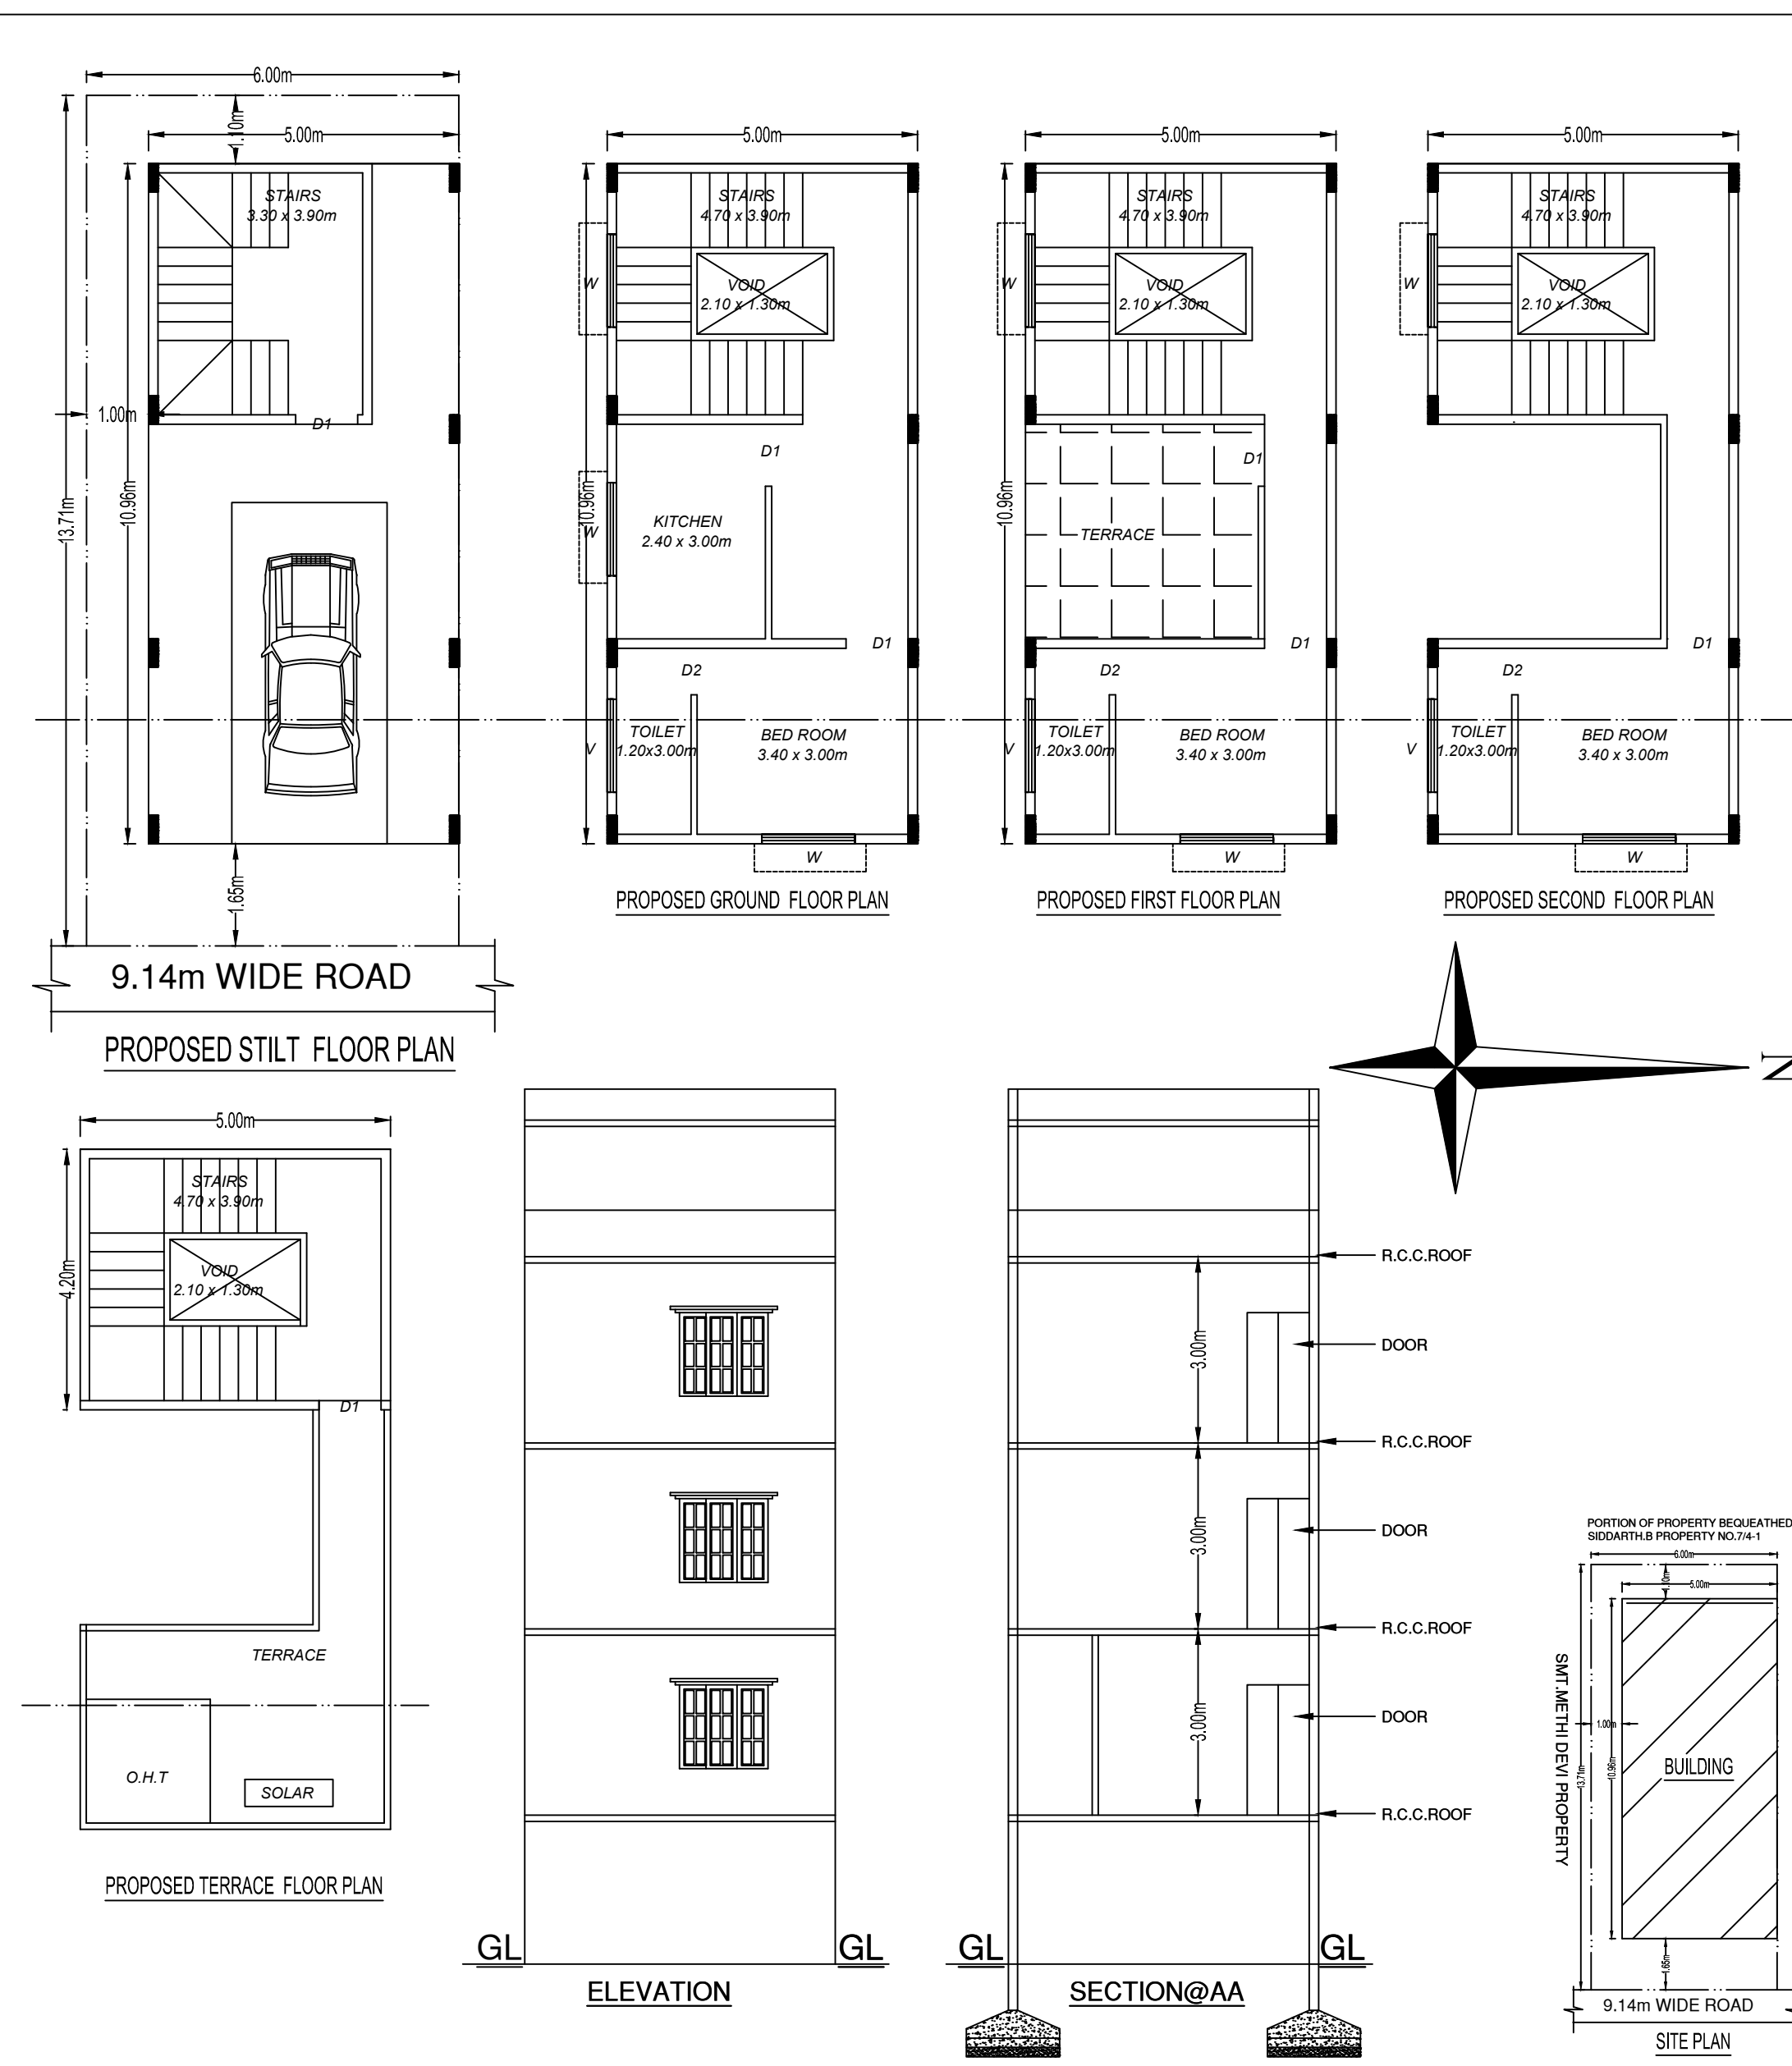 6.00m
1.10m
5.00m
STAIRS
3.30 x 3.90m
1.00m
D1
13.71m
10.96m
1.65m
9.14m WIDE ROAD
PROPOSED STILT FLOOR PLAN
5.00m
STAIRS
4.70 x 3.90m
W
VOID
2.10 x 1.30m
D1
10.96m
W
KITCHEN
2.40 x 3.00m
D1
D2
V
TOILET
1.20x3.00m
BED ROOM
3.40 x 3.00m
W
PROPOSED GROUND FLOOR PLAN
5.00m
STAIRS
4.70 x 3.90m
W
VOID
2.10 x 1.30m
D1
10.96m
TERRACE
D1
D2
V
TOILET
1.20x3.00m
BED ROOM
3.40 x 3.00m
W
PROPOSED FIRST FLOOR PLAN
5.00m
STAIRS
4.70 x 3.90m
W
VOID
2.10 x 1.30m
D1
D2
V
TOILET
1.20x3.00m
BED ROOM
3.40 x 3.00m
W
PROPOSED SECOND FLOOR PLAN
5.00m
STAIRS
4.70 x 3.90m
4.20m
VOID
2.10 x 1.30m
D1
TERRACE
O.H.T
SOLAR
PROPOSED TERRACE FLOOR PLAN
GL
GL
ELEVATION
R.C.C.ROOF
3.00m
DOOR
R.C.C.ROOF
3.00m
DOOR
R.C.C.ROOF
3.00m
DOOR
R.C.C.ROOF
GL
GL
SECTION@AA
PORTION OF PROPERTY BEQUEATHED
SIDDARTH.B PROPERTY NO.7/4-1
6.00m
1.10m
5.00m
SMT.METHI DEVI PROPERTY
1.00m
13.71m
10.96m
BUILDING
1.65m
9.14m WIDE ROAD
SITE PLAN